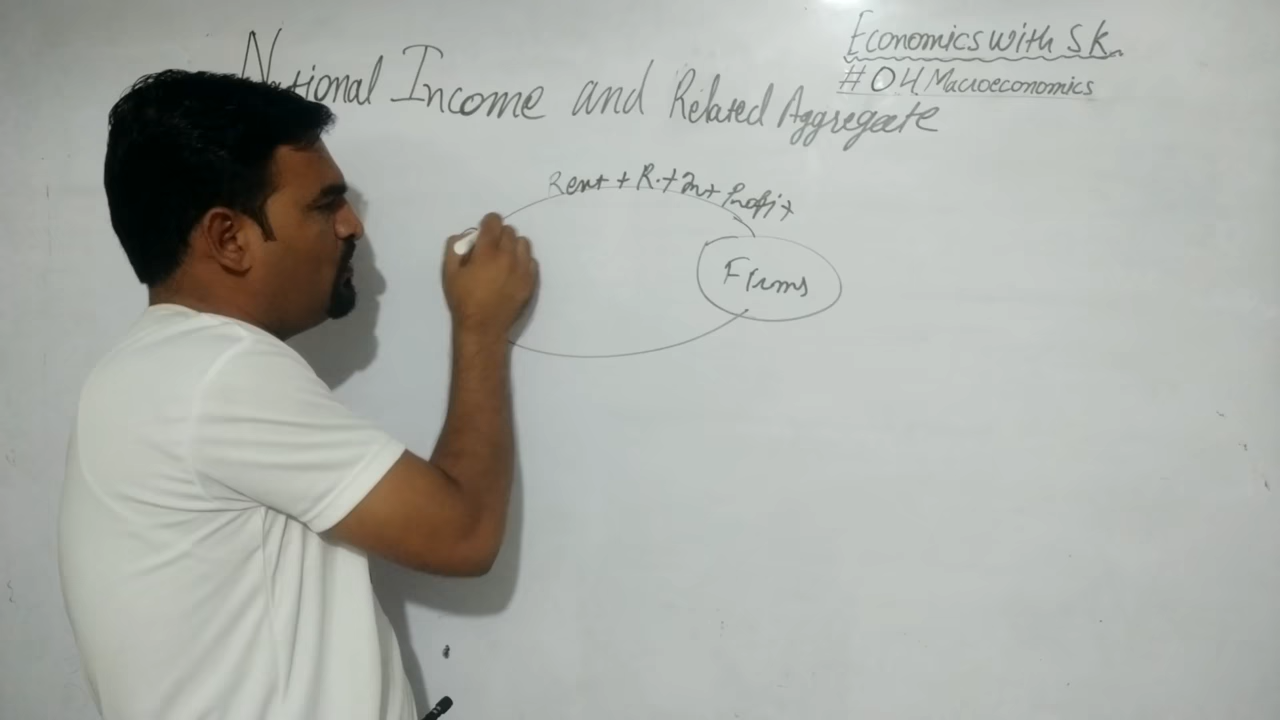 Economics with S.K.
#04 Macroeconomics
National Income and Related Aggregate
Rent + R. + In + Profit
Firms